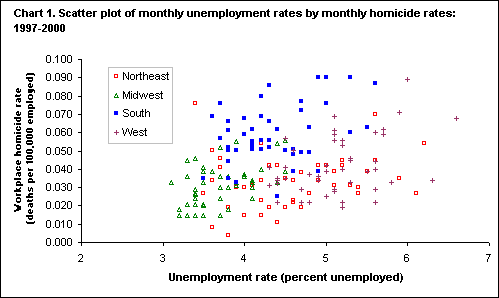 Chart 1. Scatter plot of monthly unemployment rates by monthly homicide rates:
1997-2000
Workplace homicide rate
(deaths per 100,000 employed)
0.100
0.090
0.080
0.070
0.060
0.050
0.040
0.030
0.020
0.010
0.000
Northeast
Midwest
South
West
2 3 4 5 6 7
Unemployment rate (percent unemployed)